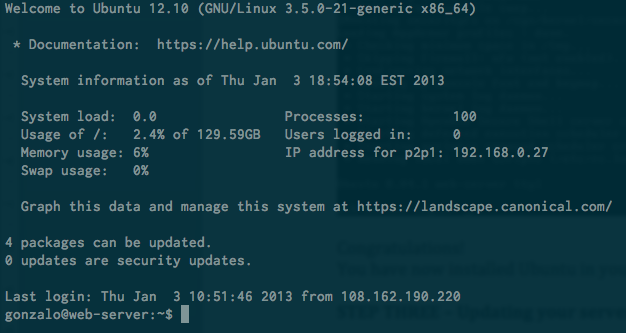 Welcome to Ubuntu 12.10 (GNU/Linux 3.5.0-21-generic x86_64)
* Documentation:  https://help.ubuntu.com/
System information as of Thu Jan  3 18:54:08 EST 2013
System load:  0.0               Processes:           100
Usage of /:   2.4% of 129.59GB   Users logged in:     0
Memory usage: 6%                IP address for p2p1: 192.168.0.27
Swap usage:   0%
Graph this data and manage this system at https://landscape.canonical.com/
4 packages can be updated.
0 updates are security updates.
Last login: Thu Jan  3 10:51:46 2013 from 108.162.190.220
gonzalo@web-server:~$